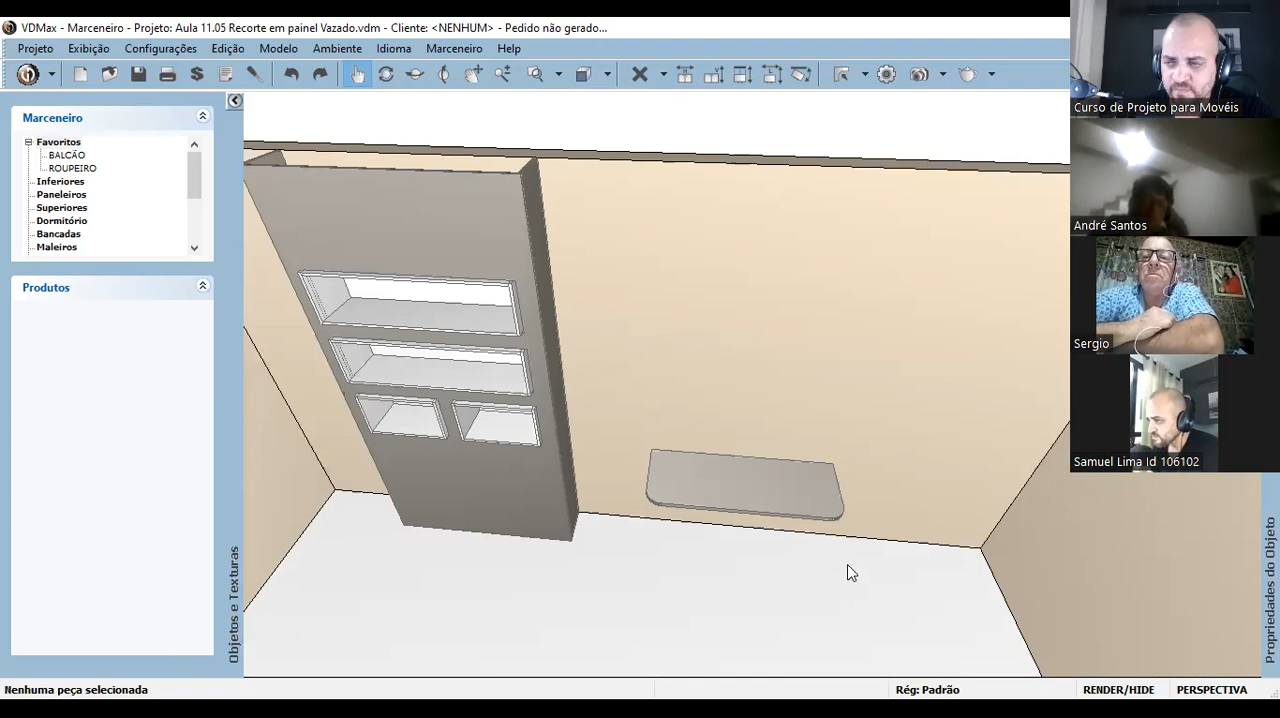 VDMax - Marceneiro - Projeto: Aula 11.05 Recorte em painel Vazado.vdm - Cliente: <NENHUM> - Pedido não gerado...
Projeto Exibição Configurações Edição Modelo Ambiente Idioma Marceneiro Help
Marceneiro
Favoritos
BALCÃO
ROUPEIRO
Inferiores
Paneleiros
Superiores
Dormitório
Bancadas
Maleiros
Produtos
Objetos e Texturas
Curso de Projeto para Movéis
André Santos
Sergio
Samuel Lima Id 106102
Propriedades do Objeto
Nenhuma peça selecionada
Rég: Padrão
RENDER/HIDE
PERSPECTIVA